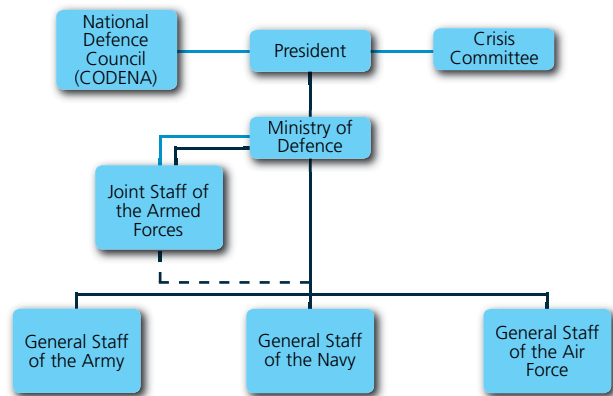 National
Defence
Council
(CODENA)
President
Crisis
Committee
Ministry of
Defence
Joint Staff of
the Armed
Forces
General Staff
of the Army
General Staff
of the Navy
General Staff
of the Air
Force